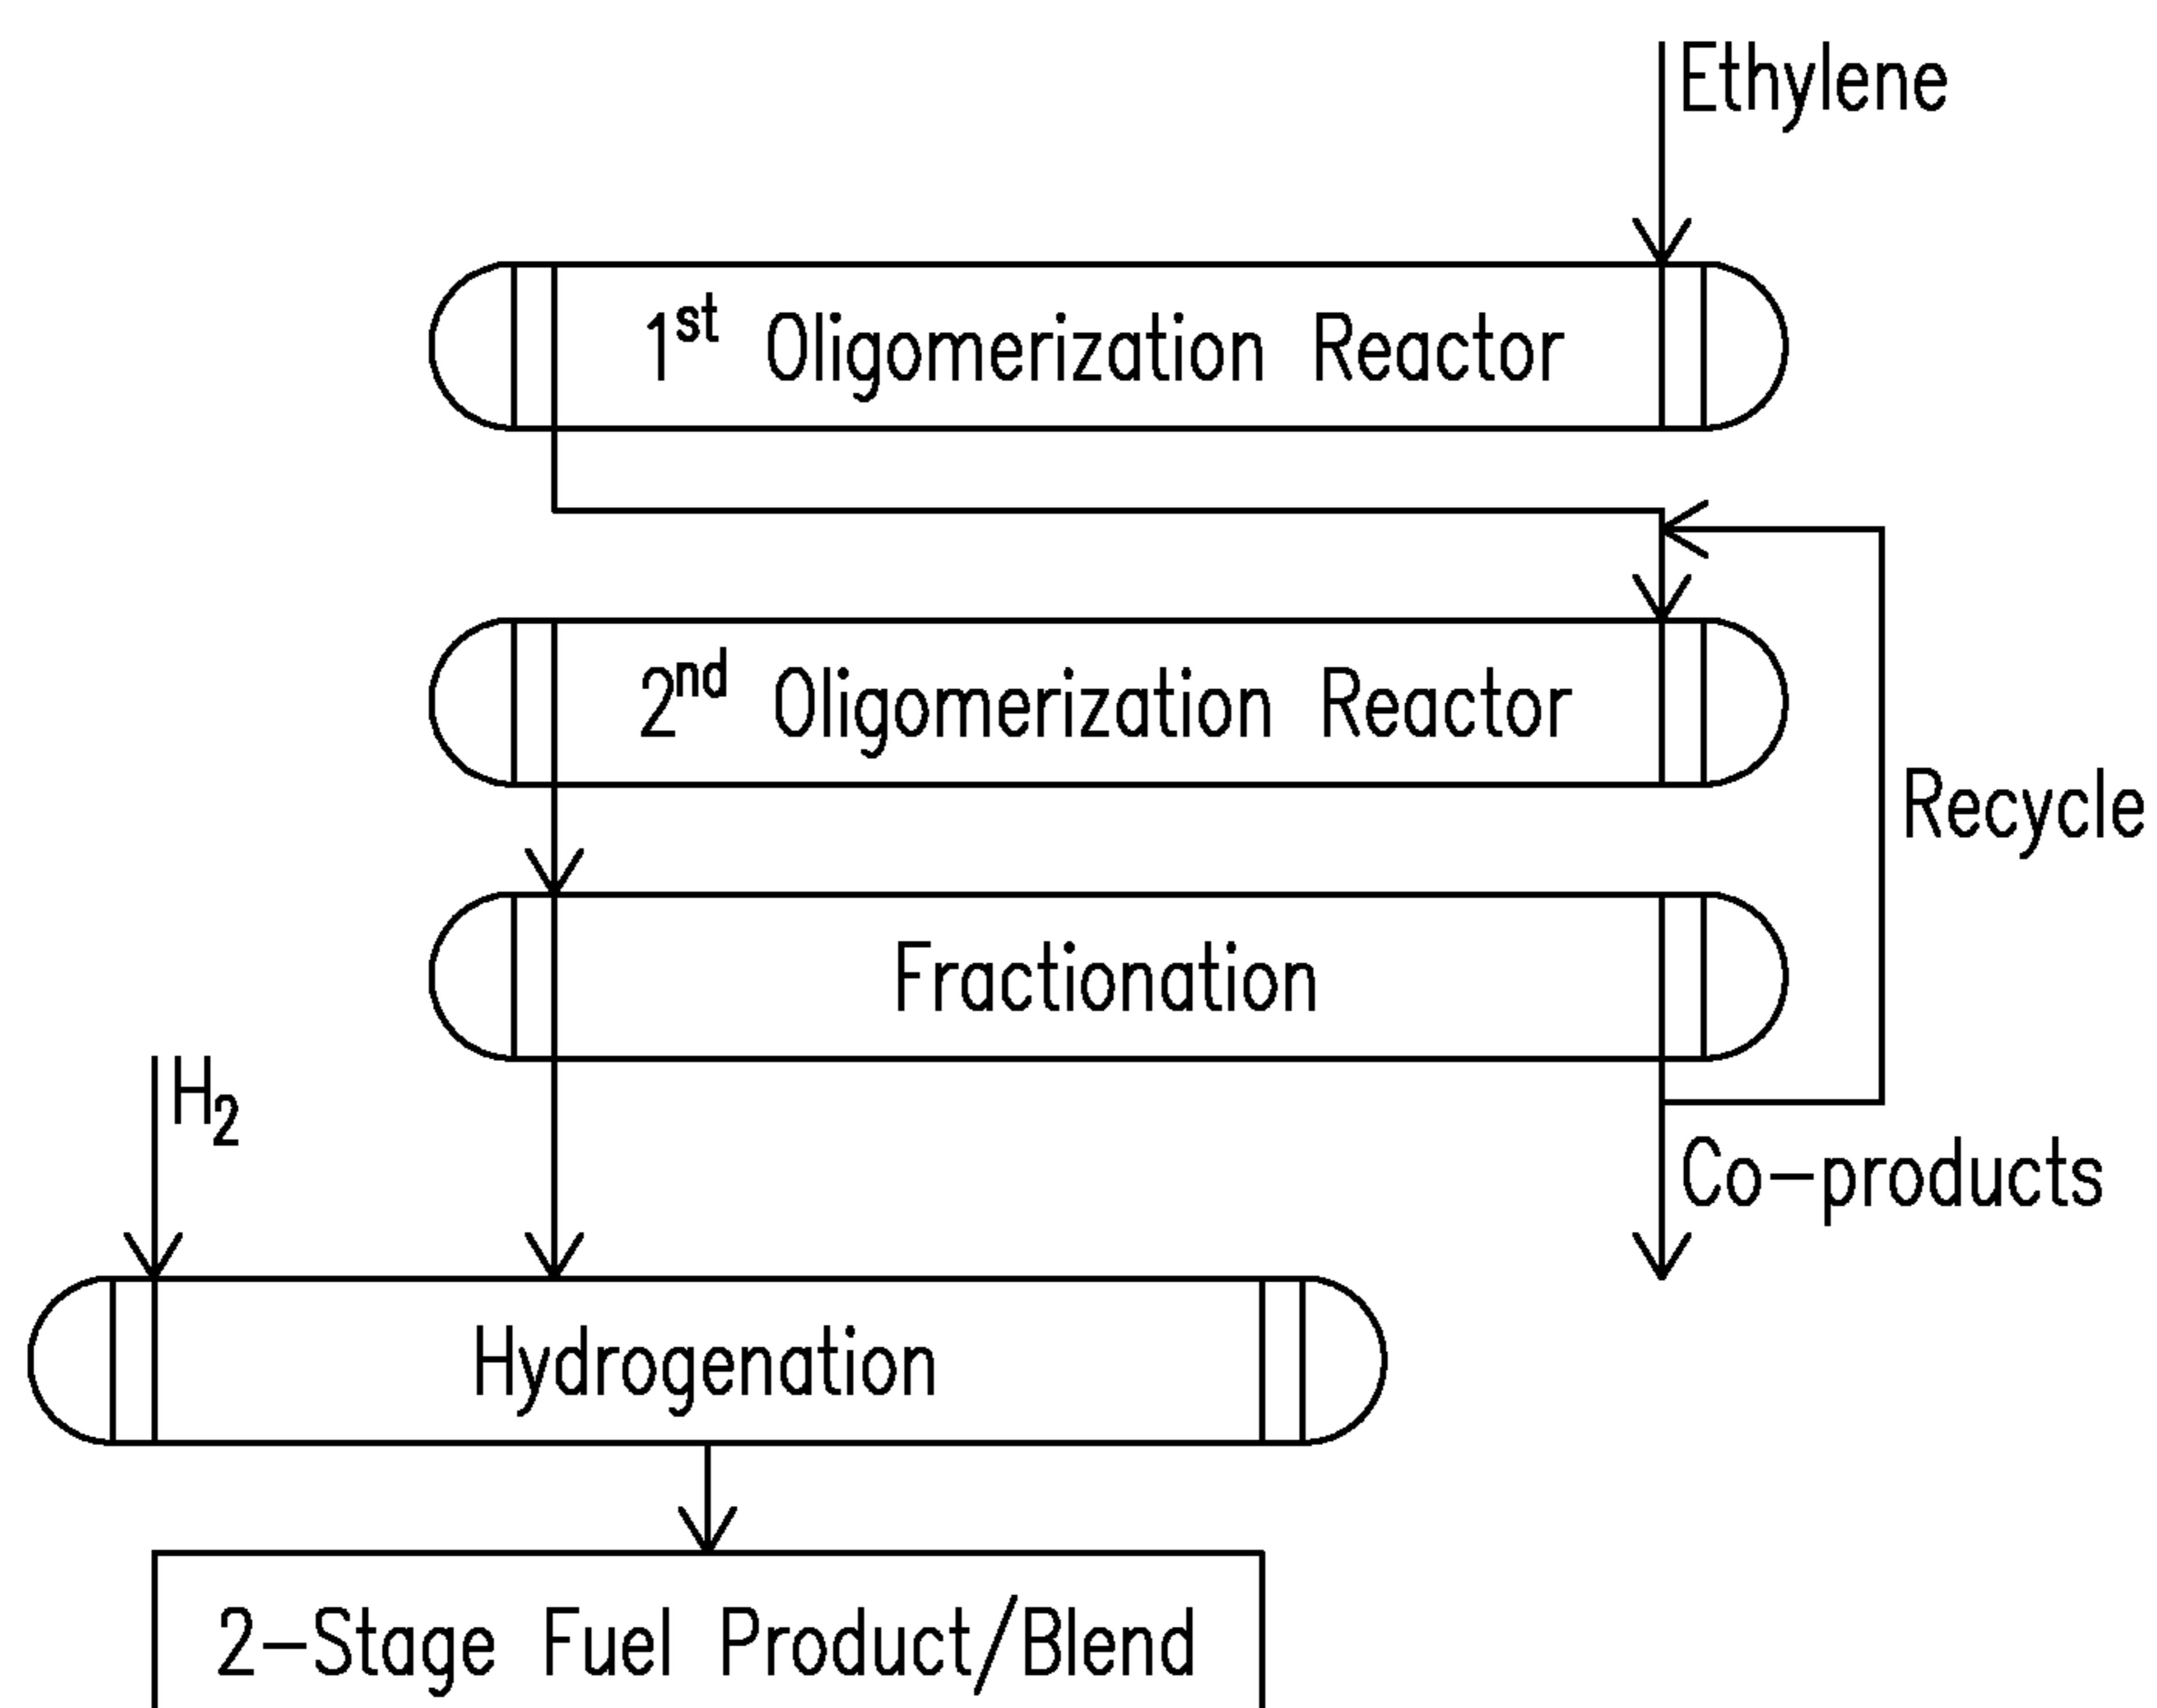 Ethylene
1st Oligomerization Reactor
2nd Oligomerization Reactor
Recycle
Fractionation
H2
Co-products
Hydrogenation
2-Stage Fuel Product/Blend